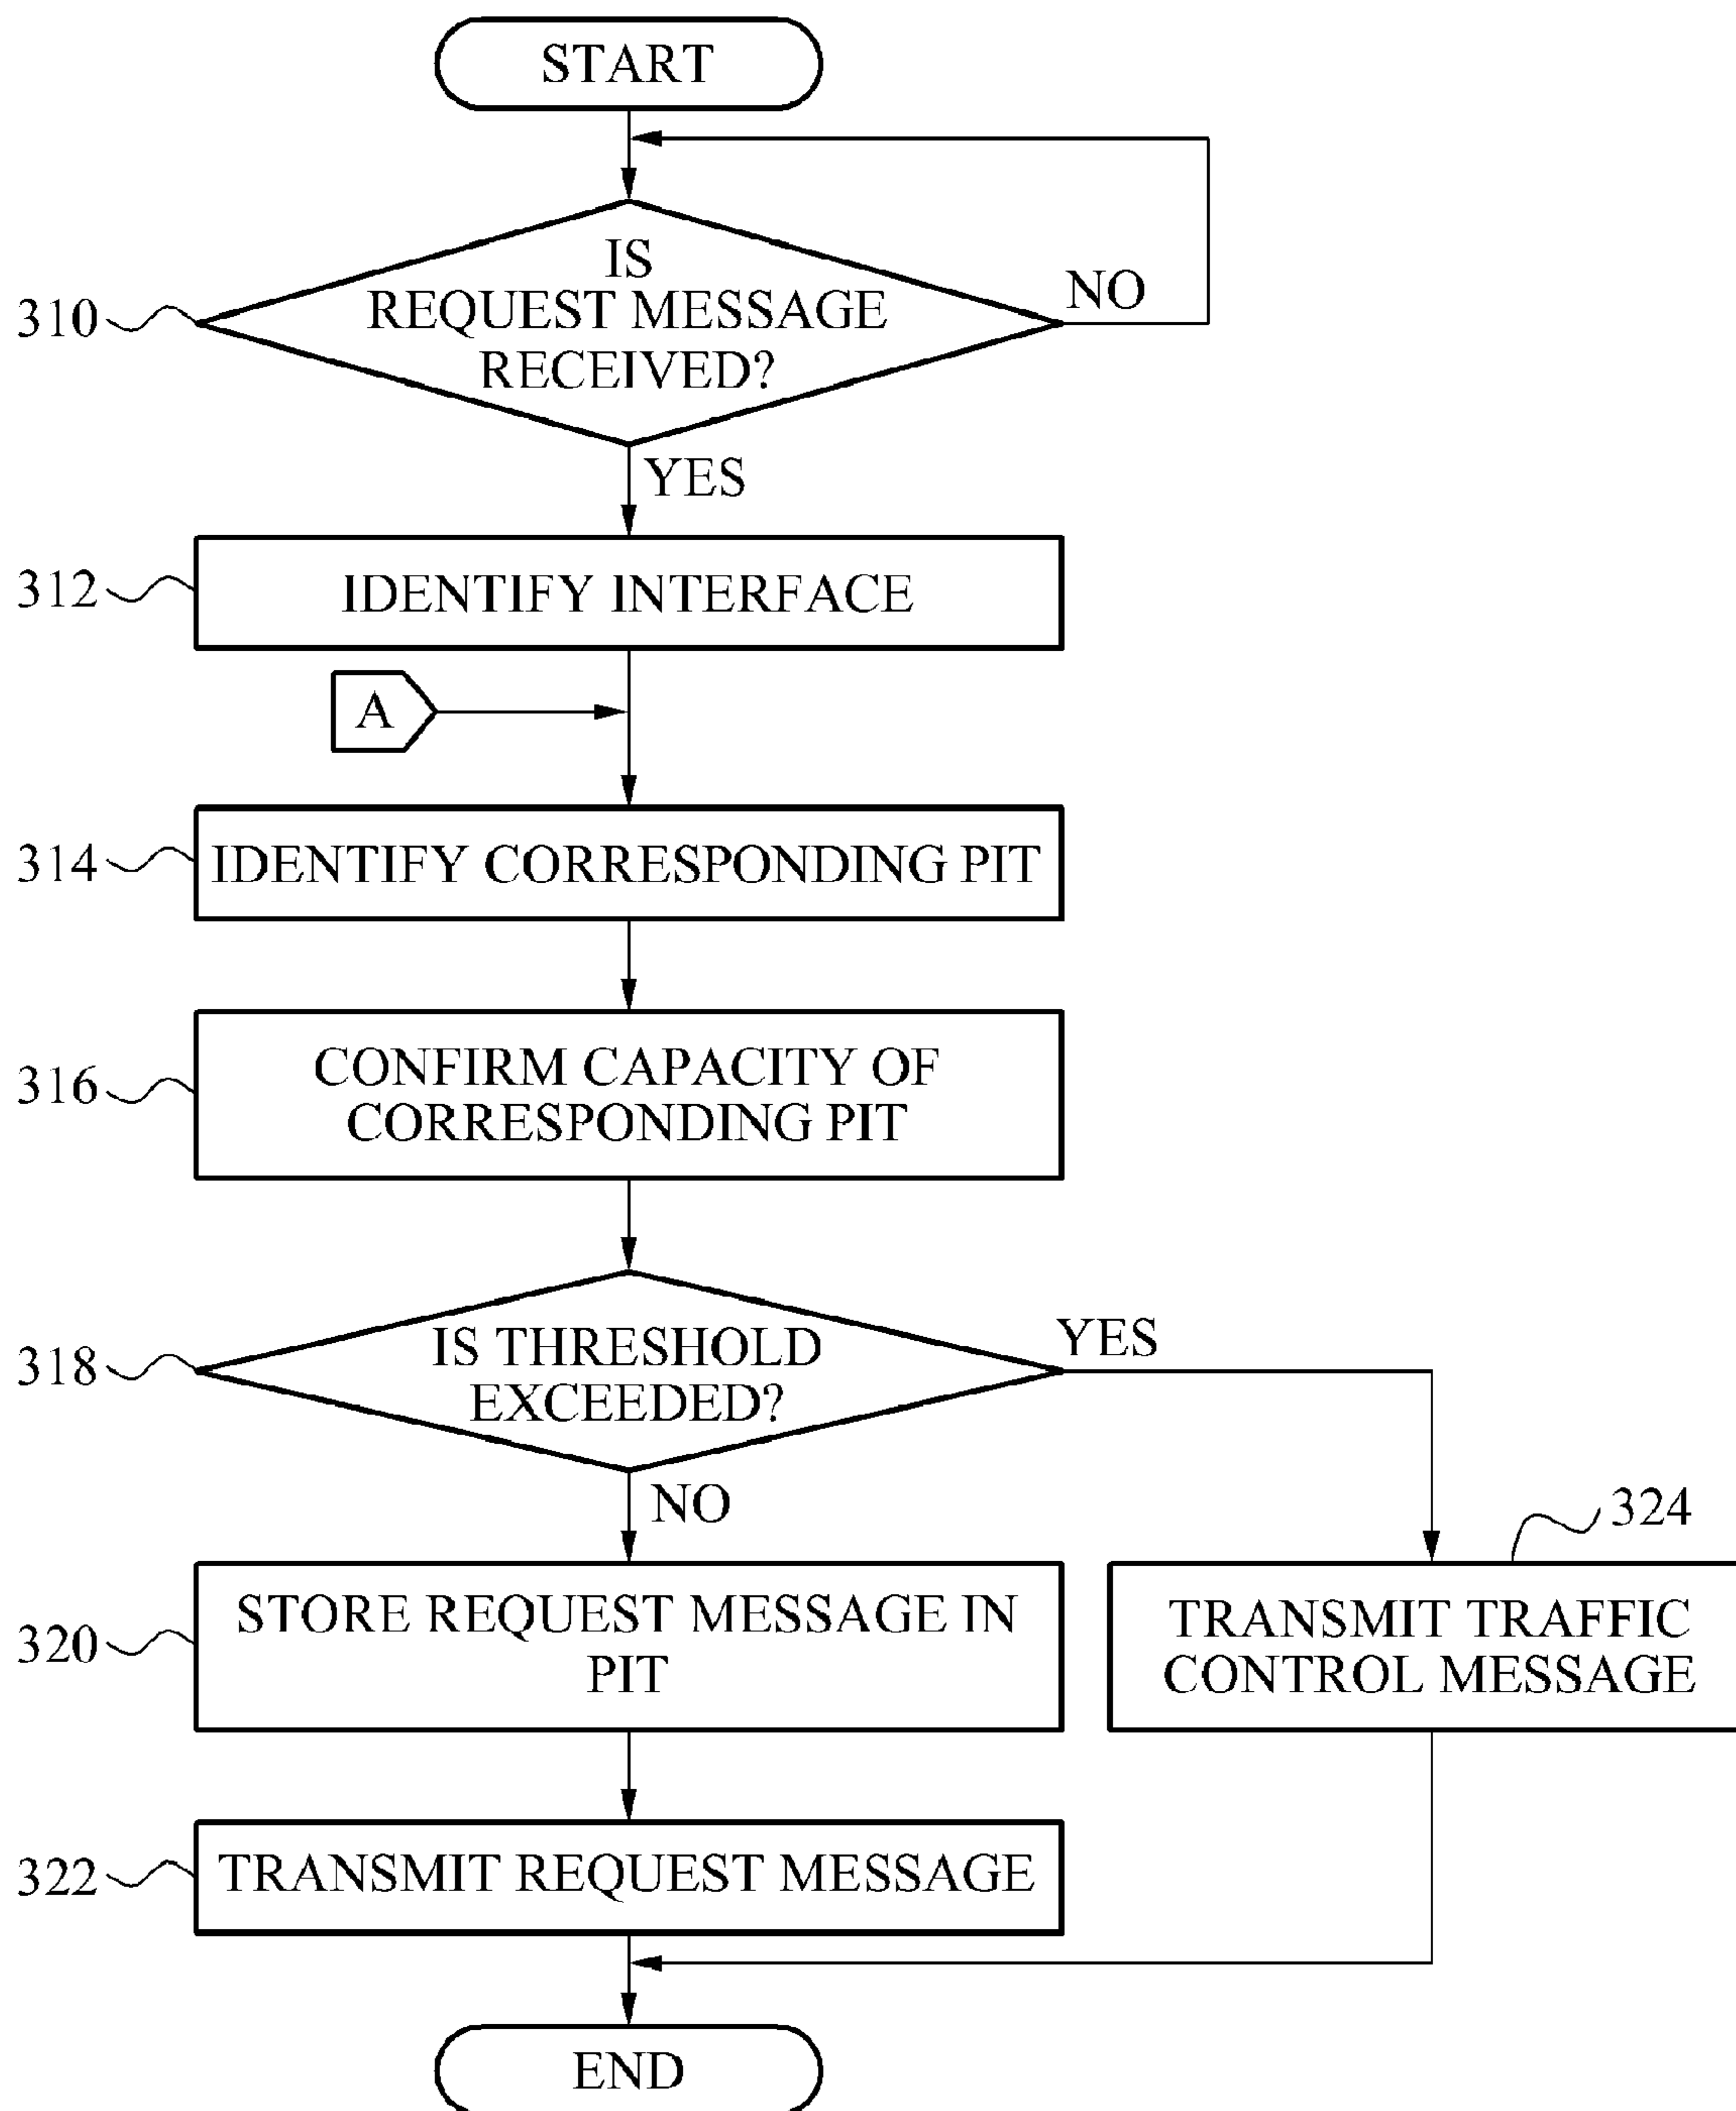 START
IS
REQUEST MESSAGE
RECEIVED?
NO
310
YES
312
IDENTIFY INTERFACE
A
314
IDENTIFY CORRESPONDING PIT
316
CONFIRM CAPACITY OF
CORRESPONDING PIT
318
IS THRESHOLD
EXCEEDED?
YES
NO
324
320
STORE REQUEST MESSAGE IN
PIT
TRANSMIT TRAFFIC
CONTROL MESSAGE
322
TRANSMIT REQUEST MESSAGE
END